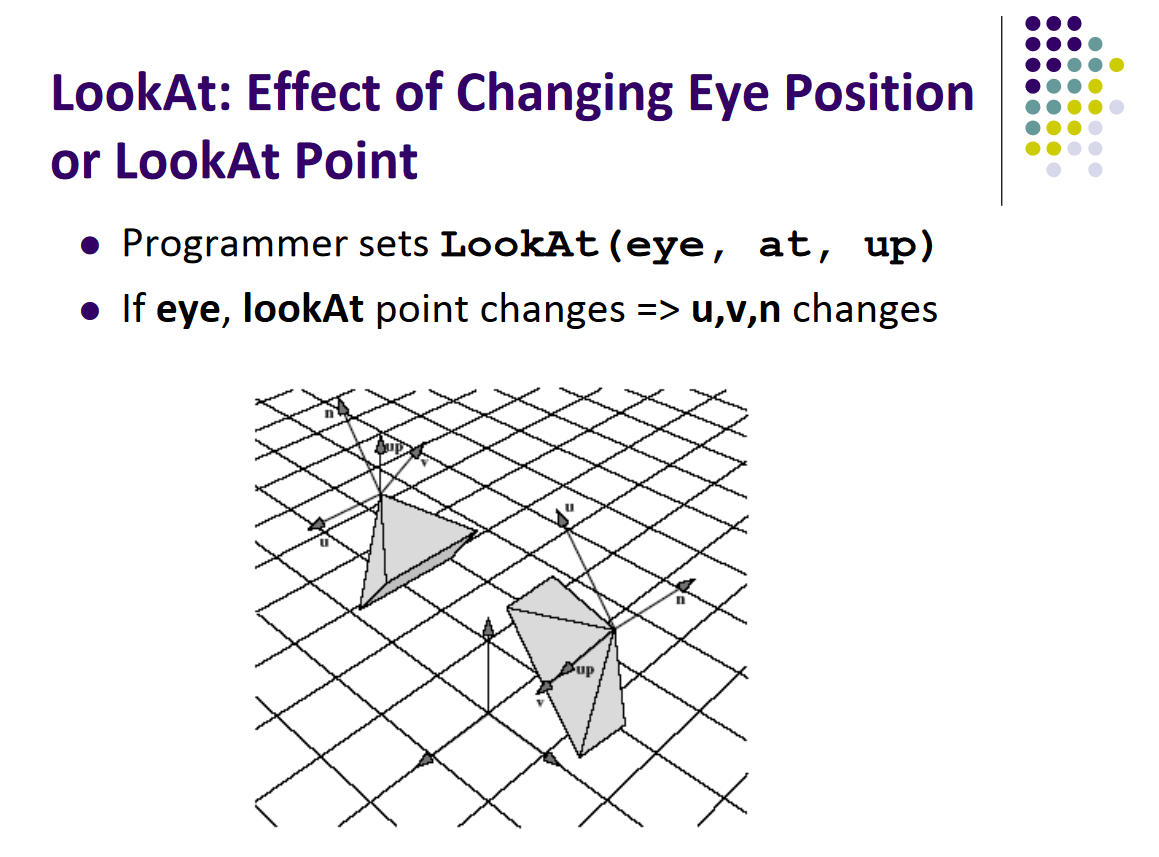 LookAt: Effect of Changing Eye Position
or LookAt Point
Programmer sets LookAt(eye, at, up)
If eye, lookAt point changes => u,v,n changes
n
up
v
u
u
n
up
v